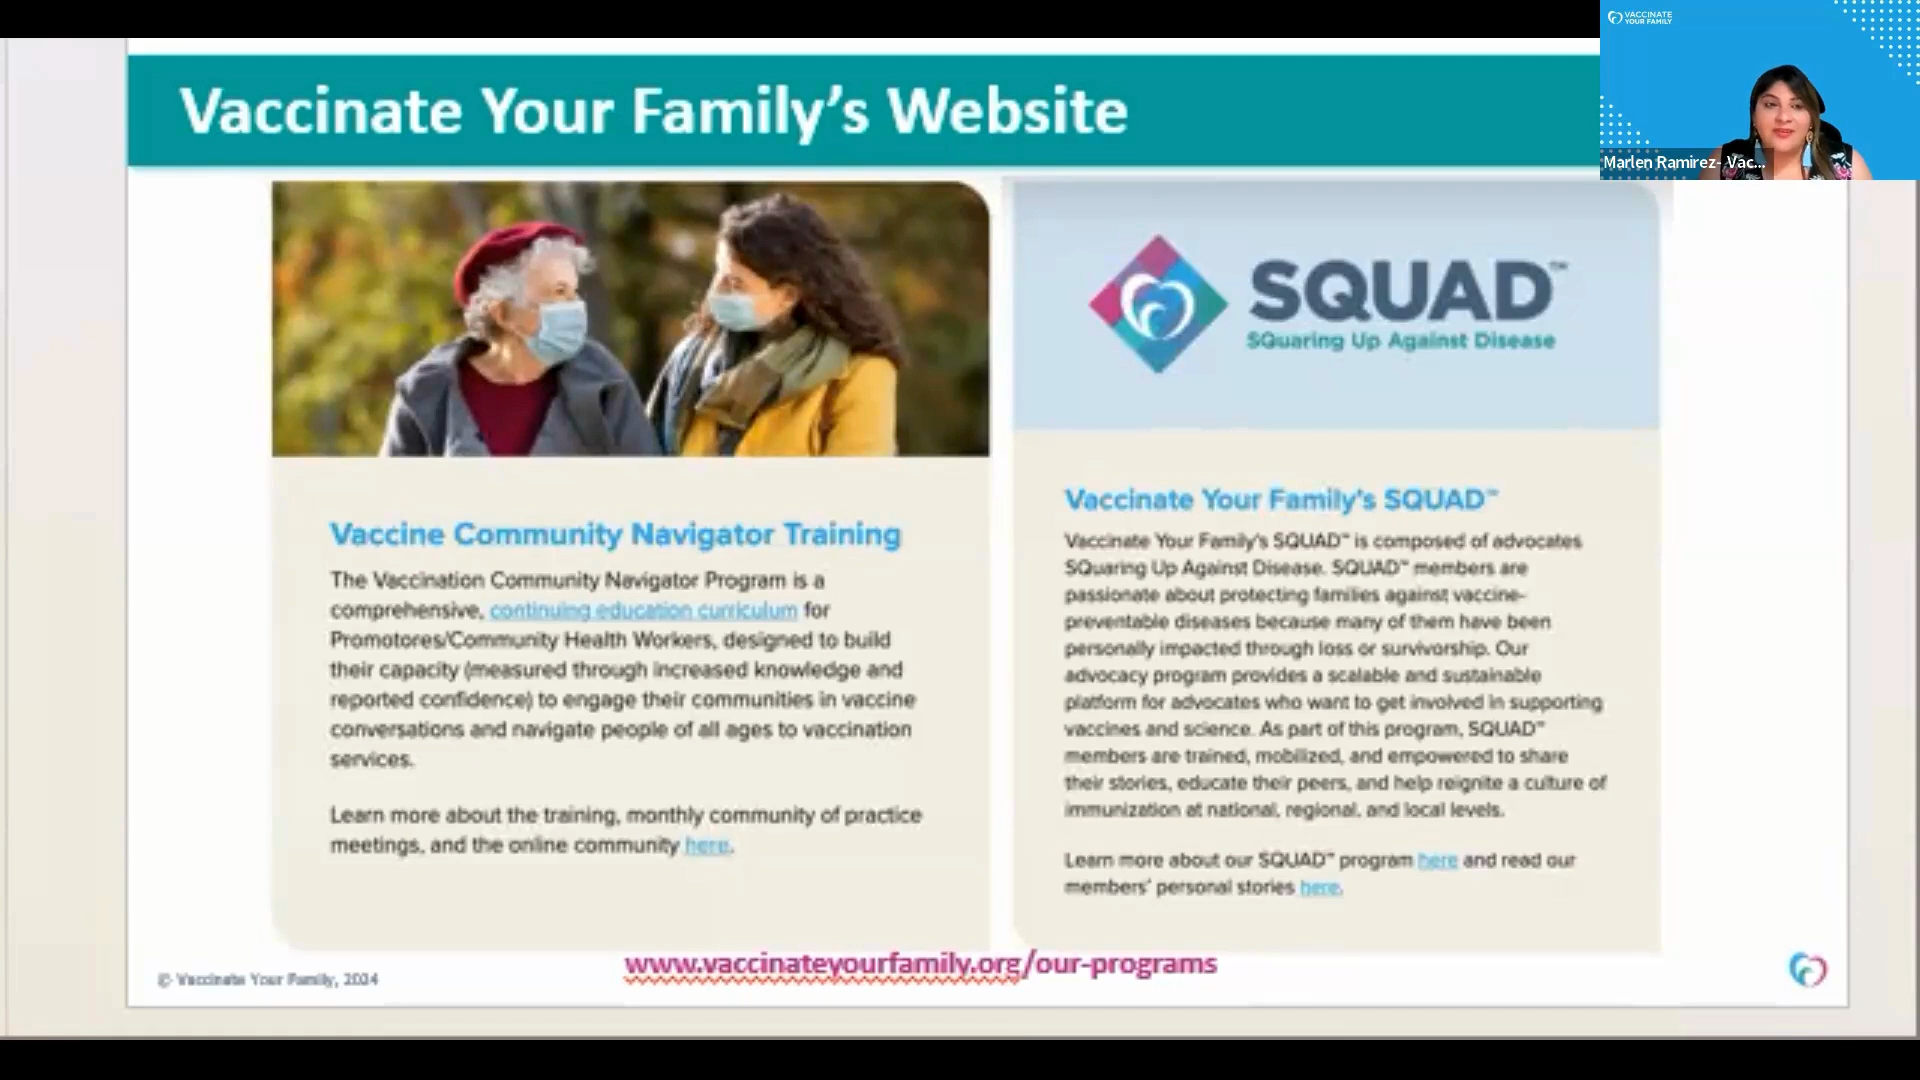 VACCINATE
YOUR FAMILY
Marlen Ramirez- Vac...
Vaccinate Your Family's Website
Vaccine Community Navigator Training
The Vaccination Community Navigator Program is a
comprehensive, continuing education curriculum for
Promotores/Community Health Workers, designed to build
their capacity (measured through increased knowledge and
reported confidence) to engage their communities in vaccine
conversations and navigate people of all ages to vaccination
services.
Learn more about the training, monthly community of practice
meetings, and the online community here.
SQUAD™
SQuaring Up Against Disease
Vaccinate Your Family's SQUAD™
Vaccinate Your Family's SQUAD™ is composed of advocates
SQuaring Up Against Disease. SQUAD™ members are
passionate about protecting families against vaccine-
preventable diseases because many of them have been
personally impacted through loss or survivorship. Our
advocacy program provides a scalable and sustainable
platform for advocates who want to get involved in supporting
vaccines and science. As part of this program, SQUAD™
members are trained, mobilized, and empowered to share
their stories, educate their peers, and help reignite a culture of
immunization at national, regional, and local levels.
Learn more about our SQUAD™ program here and read our
members' personal stories here.
www.vaccinateyourfamily.org/our-programs
© Vaccinate Your Family, 2024